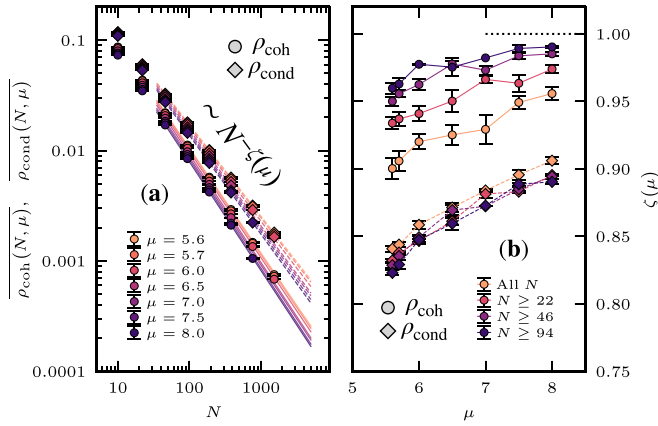 ρcoh(N, μ), ρcond(N, μ)
0.1
0.01
0.001
0.0001
ρcoh
ρcond
~ N^−ζ(μ)
(a)
μ = 5.6
μ = 5.7
μ = 6.0
μ = 6.5
μ = 7.0
μ = 7.5
μ = 8.0
10
100
1000
N
1.00
0.95
0.90
0.85
0.80
0.75
ζ(μ)
(b)
All N
N ≥ 22
N ≥ 46
N ≥ 94
ρcoh
ρcond
6
7
8
μ